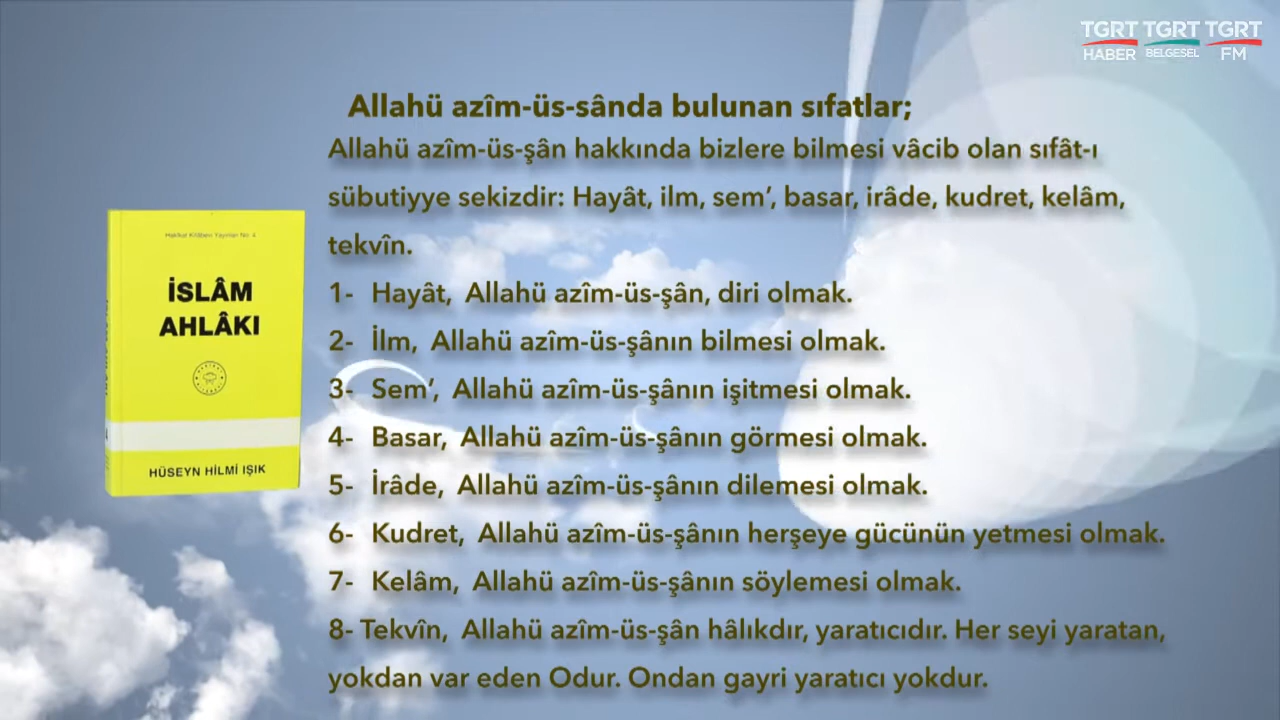 TGRT HABER TGRT BELGESEL TGRT FM
Allahü azîm-üs-sânda bulunan sıfatlar;
Allahü azîm-üs-şân hakkında bizlere bilmesi vâcib olan sıfât-ı
sübutiyye sekizdir: Hayât, ilm, sem’, basar, irâde, kudret, kelâm,
tekvîn.
1- Hayât, Allahü azîm-üs-şân, diri olmak.
2- İlm, Allahü azîm-üs-şânın bilmesi olmak.
3- Sem’, Allahü azîm-üs-şânın işitmesi olmak.
4- Basar, Allahü azîm-üs-şânın görmesi olmak.
5- İrâde, Allahü azîm-üs-şânın dilemesi olmak.
6- Kudret, Allahü azîm-üs-şânın herşeye gücünün yetmesi olmak.
7- Kelâm, Allahü azîm-üs-şânın söylemesi olmak.
8- Tekvîn, Allahü azîm-üs-şân hâlıkdır, yaratıcıdır. Her seyi yaratan,
yokdan var eden Odur. Ondan gayri yaratıcı yokdur.
Hakîkat Kitâbevi Yayınları No: 4
İSLÂM
AHLÂKI
HÜSEYN HİLMİ IŞIK